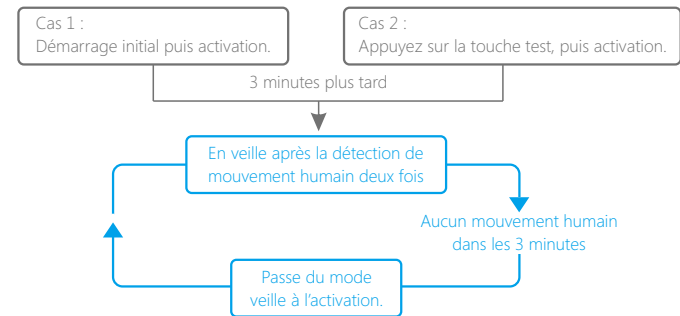 Cas 1 :
Démarrage initial puis activation.
Cas 2 :
Appuyez sur la touche test, puis activation.
3 minutes plus tard
En veille après la détection de
mouvement humain deux fois
Aucun mouvement humain
dans les 3 minutes
Passe du mode
veille à l'activation.